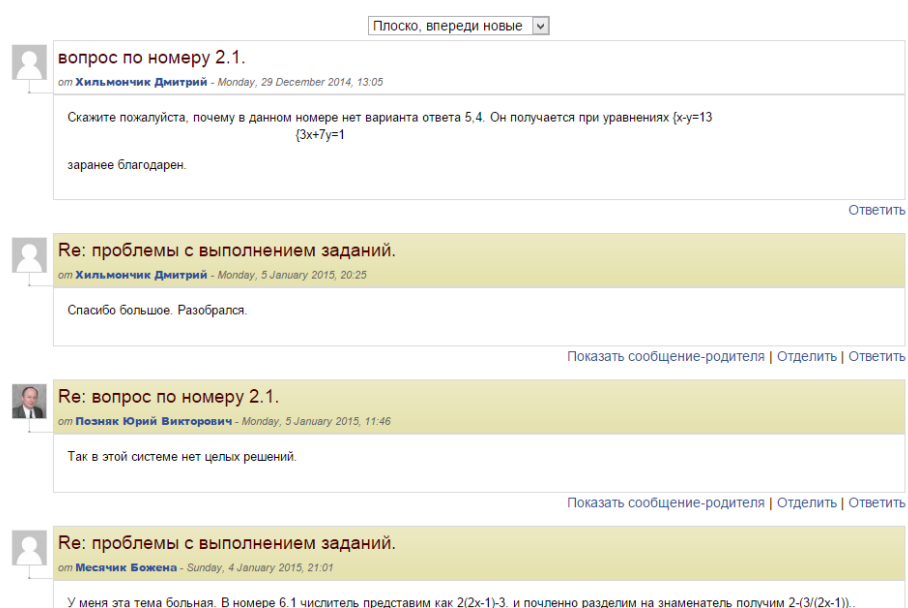 Плоско, впереди новые
вопрос по номеру 2.1.
от Хильмончик Дмитрий - Monday, 29 December 2014, 13:05
Скажите пожалуйста, почему в данном номере нет варианта ответа 5,4. Он получается при уравнениях {x-y=13
{3x+7y=1
заранее благодарен.
Ответить
Re: проблемы с выполнением заданий.
от Хильмончик Дмитрий - Monday, 5 January 2015, 20:25
Спасибо большое. Разобрался.
Показать сообщение-родителя | Отделить | Ответить
Re: вопрос по номеру 2.1.
от Позняк Юрий Викторович - Monday, 5 January 2015, 11:46
Так в этой системе нет целых решений.
Показать сообщение-родителя | Отделить | Ответить
Re: проблемы с выполнением заданий.
от Месячик Божена - Sunday, 4 January 2015, 21:01
У меня эта тема больная. В номере 6.1 числитель представим как 2(2x-1)-3. и почленно разделим на знаменатель получим 2-(3/(2x-1))..